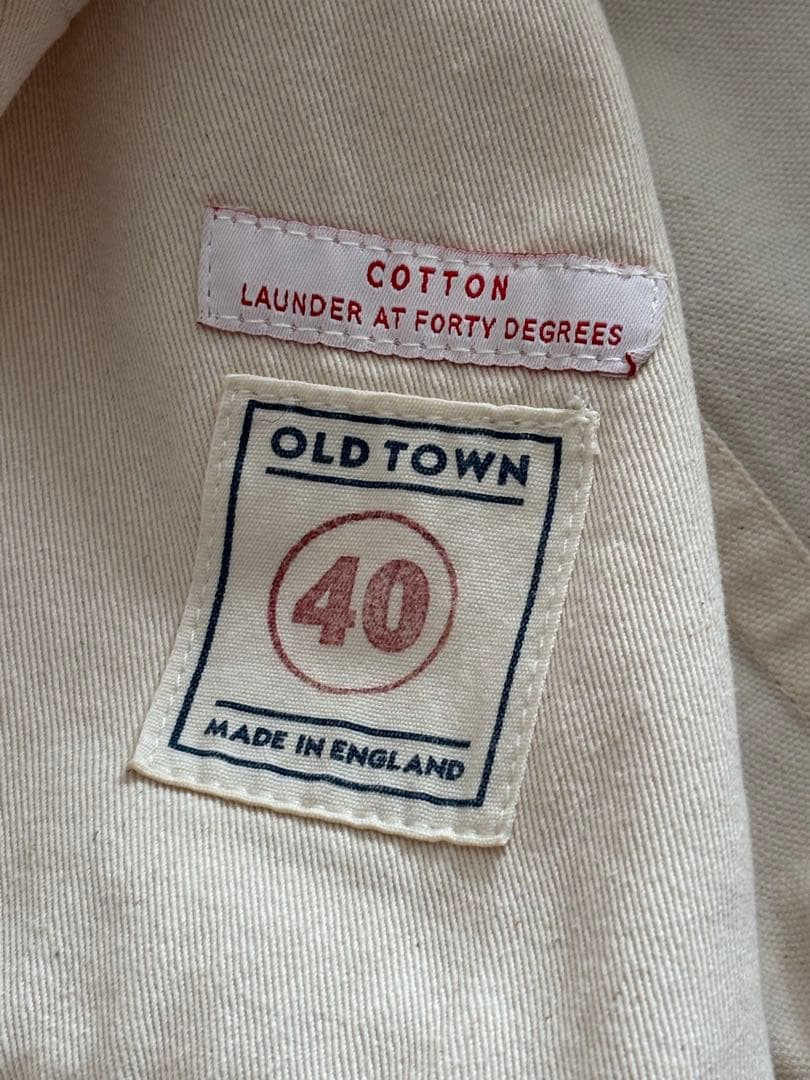 COTTON
LAUNDER AT FORTY DEGREES
OLD TOWN
40
MADE IN ENGLAND